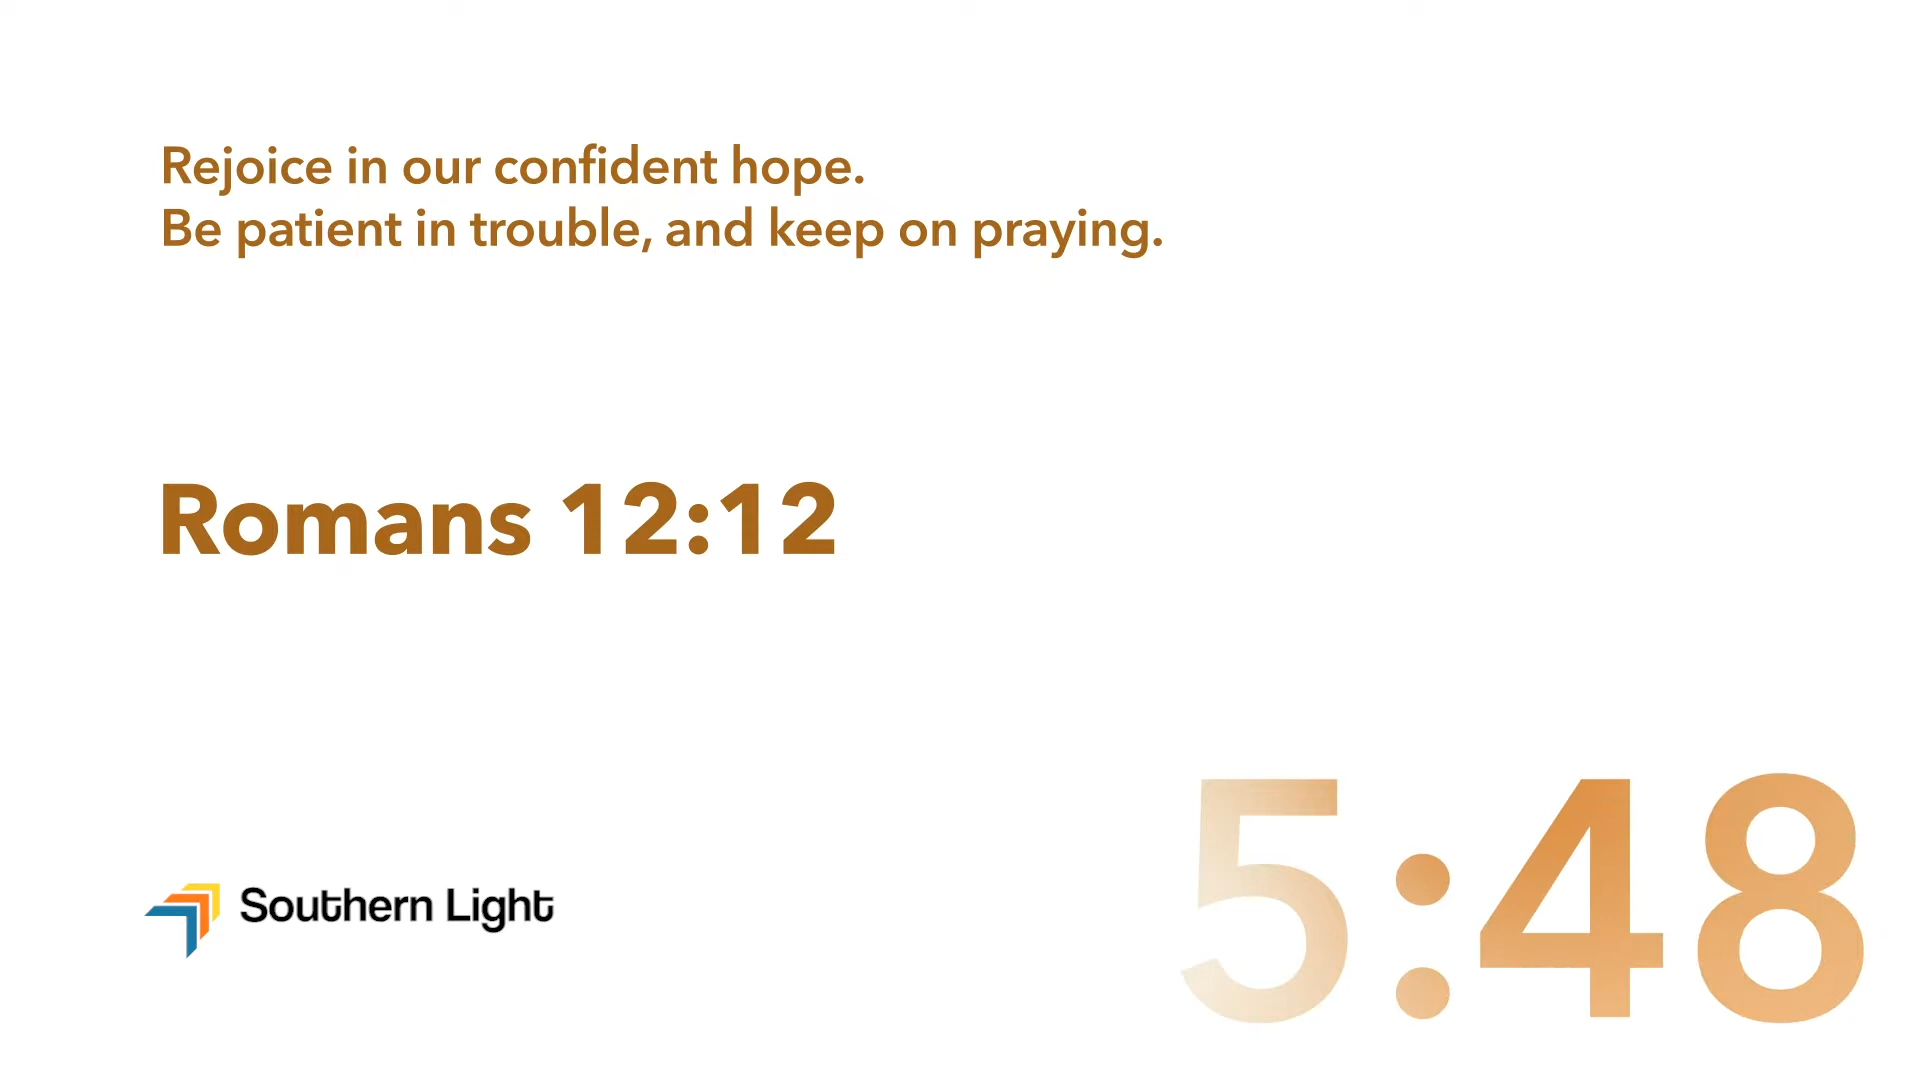 Rejoice in our confident hope.
Be patient in trouble, and keep on praying.
Romans 12:12
Southern Light
5:48